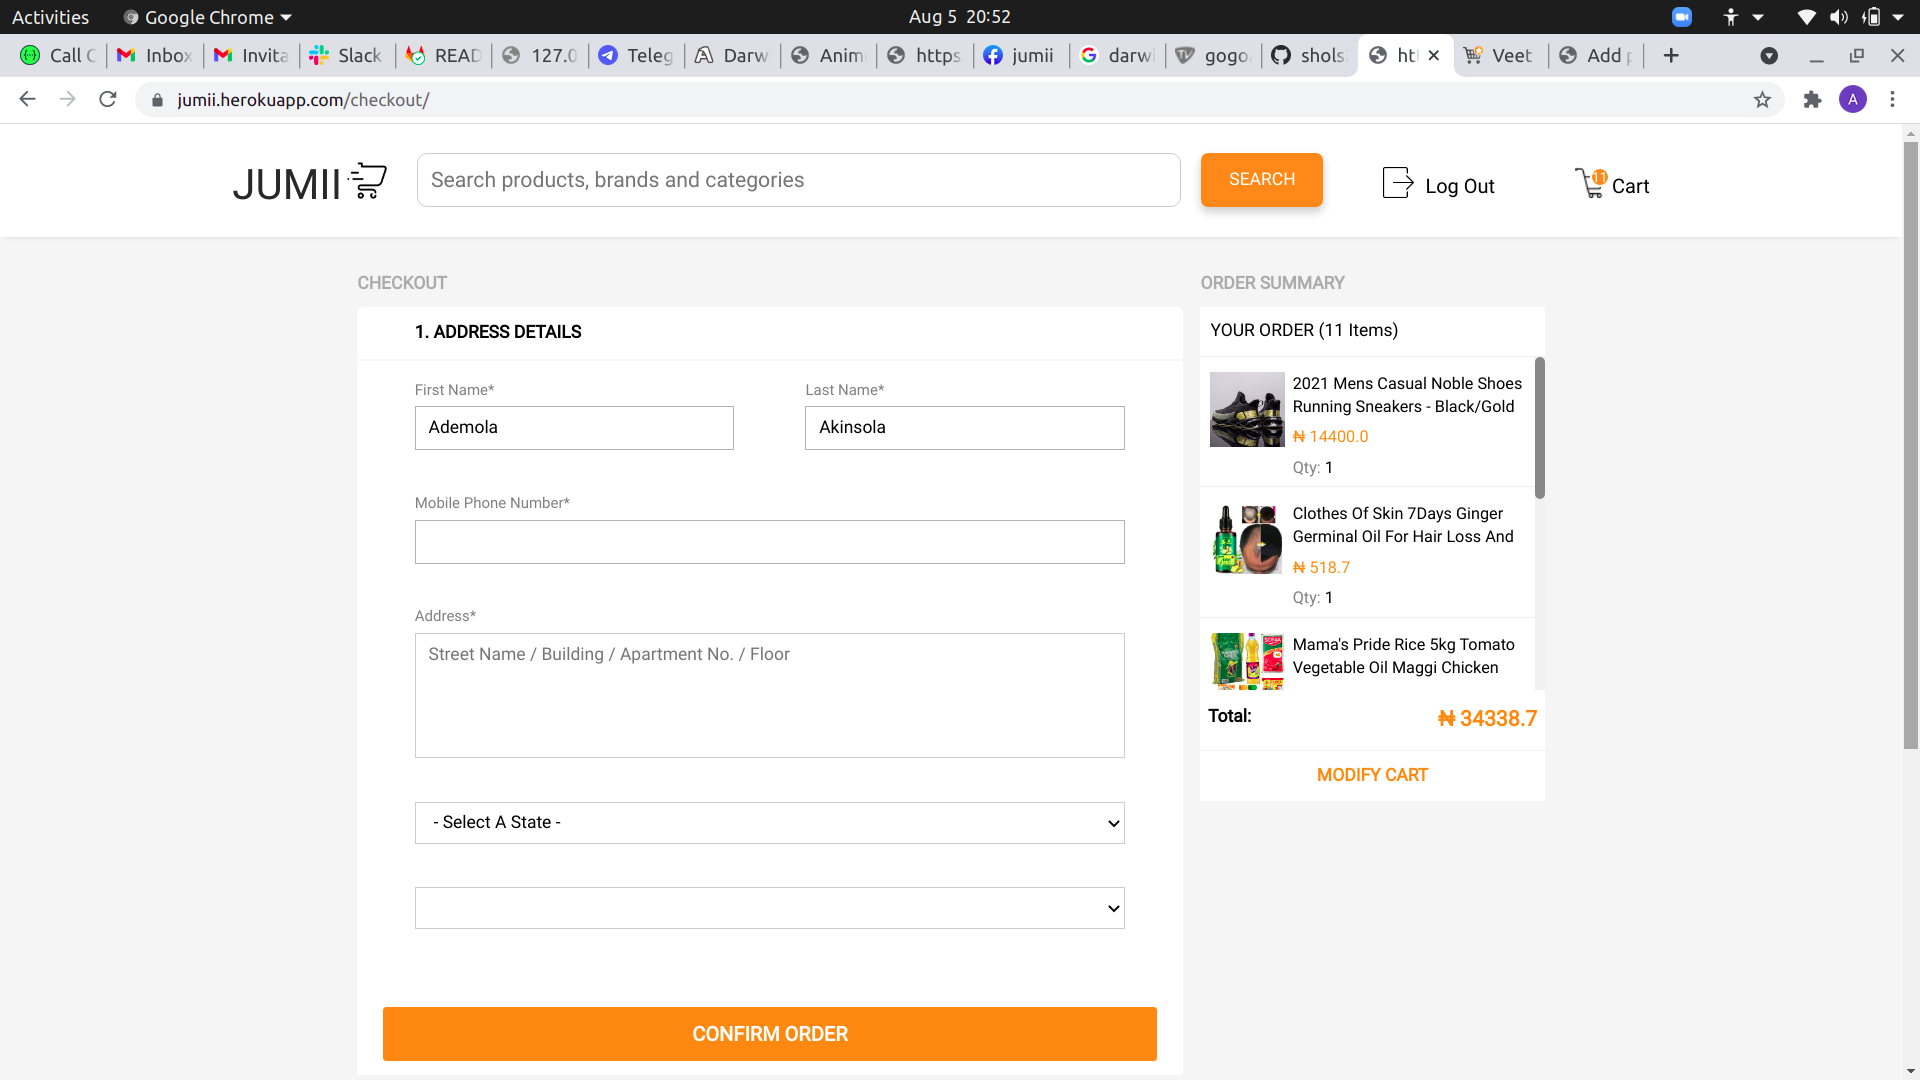 Activities Google Chrome Aug 5 20:52
Call C Inbox Invita Slack READ 127.0 Teleg Darw Anim https jumii darwi gogo shols ht Veet Add p
jumii.herokuapp.com/checkout/ A
JUMII Search products, brands and categories SEARCH Log Out 11 Cart
CHECKOUT
1. ADDRESS DETAILS
First Name* Last Name*
Ademola Akinsola
Mobile Phone Number*
Address*
Street Name / Building / Apartment No. / Floor
- Select A State -
CONFIRM ORDER
ORDER SUMMARY
YOUR ORDER (11 Items)
2021 Mens Casual Noble Shoes
Running Sneakers - Black/Gold
₦ 14400.0
Qty: 1
Clothes Of Skin 7Days Ginger
Germinal Oil For Hair Loss And
₦ 518.7
Qty: 1
Mama's Pride Rice 5kg Tomato
Vegetable Oil Maggi Chicken
Total: ₦ 34338.7
MODIFY CART